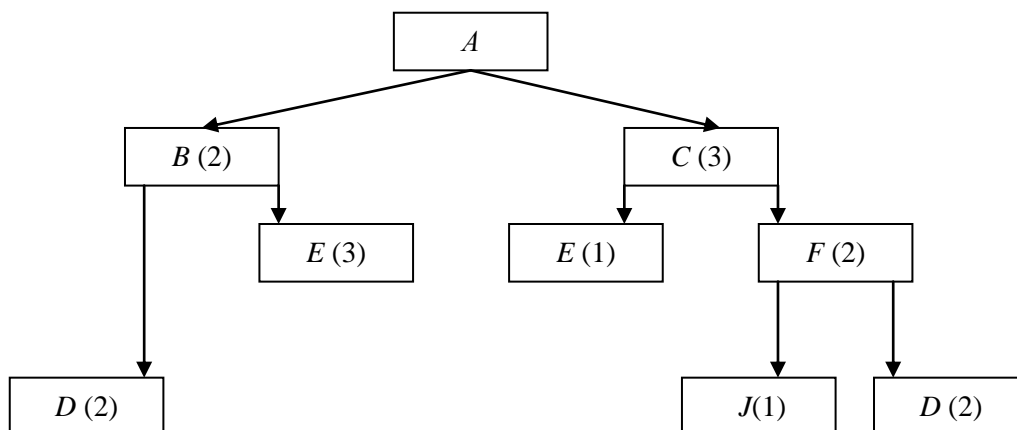 A
B (2)
C (3)
E (3)
E (1)
F (2)
D (2)
J(1)
D (2)